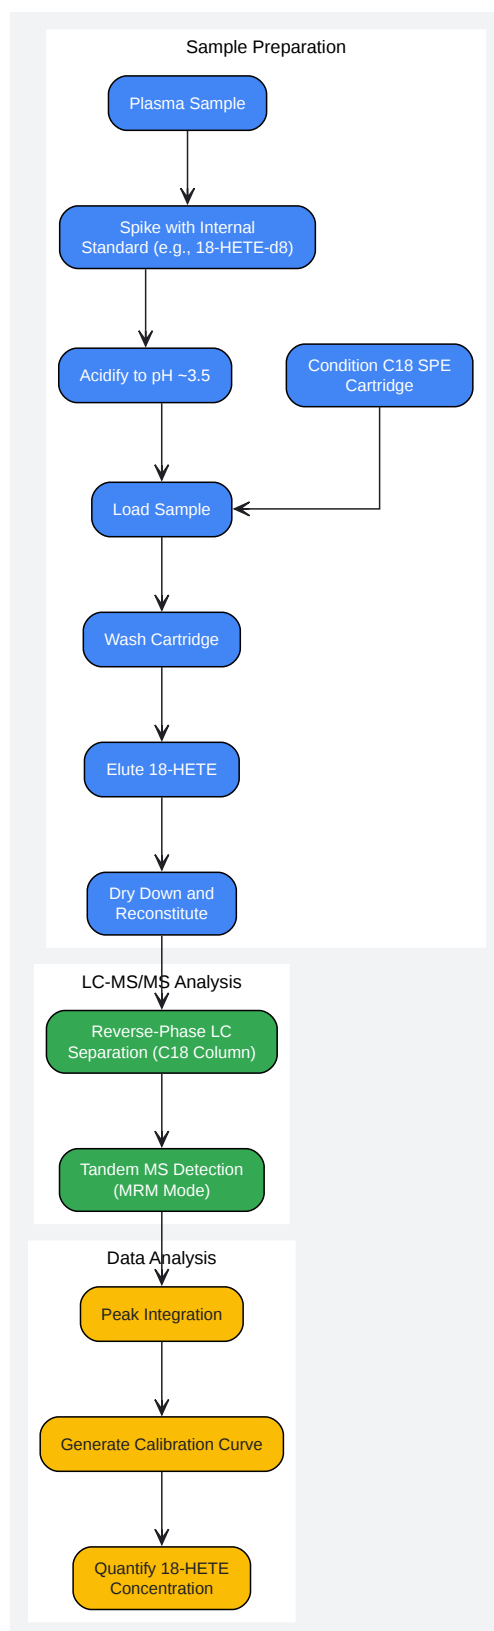 Sample Preparation
Plasma Sample
Spike with Internal
Standard (e.g., 18-HETE-d8)
Acidify to pH ~3.5
Condition C18 SPE
Cartridge
Load Sample
Wash Cartridge
Elute 18-HETE
Dry Down and
Reconstitute
LC-MS/MS Analysis
Reverse-Phase LC
Separation (C18 Column)
Tandem MS Detection
(MRM Mode)
Data Analysis
Peak Integration
Generate Calibration Curve
Quantify 18-HETE
Concentration